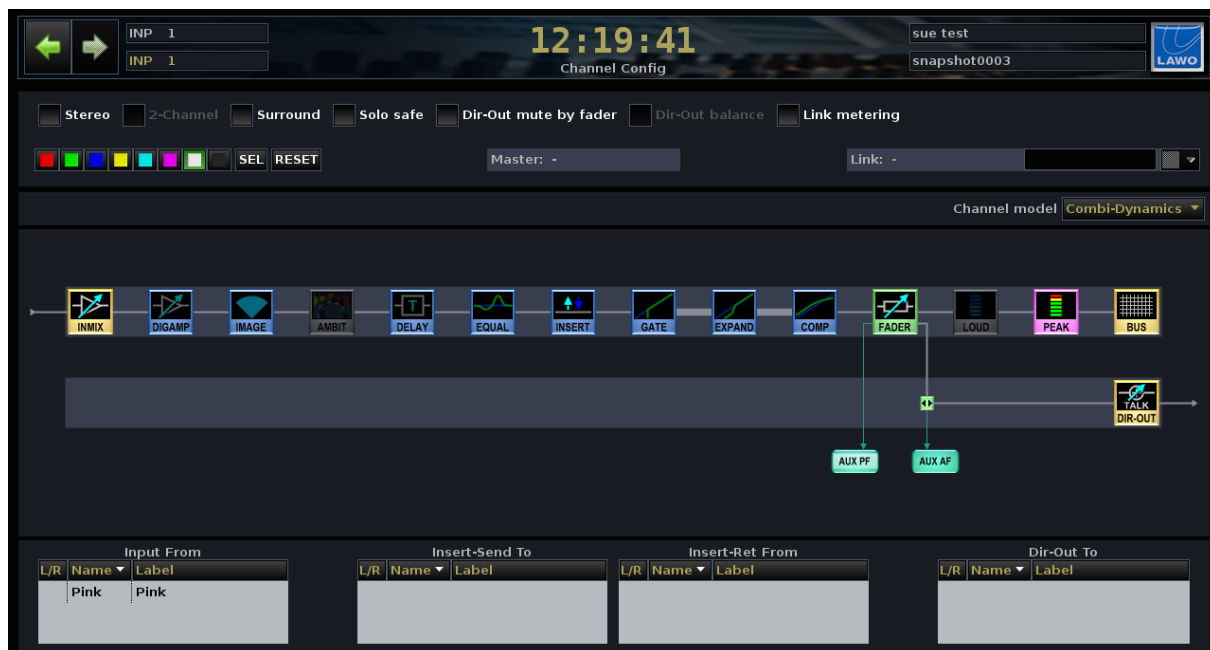 INP 1
INP 1
12:19:41
Channel Config
sue test
snapshot0003
LAWO
Stereo 2-Channel Surround Solo safe Dir-Out mute by fader Dir-Out balance Link metering
SEL RESET Master: - Link: -
Channel model Combi-Dynamics
INMIX DIGAMP IMAGE AMBIT T DELAY EQUAL INSERT GATE EXPAND COMP FADER LOUD PEAK BUS
TALK
DIR-OUT
AUX PF AUX AF
Input From Insert-Send To Insert-Ret From Dir-Out To
L/R Name Label L/R Name Label L/R Name Label L/R Name Label
Pink Pink